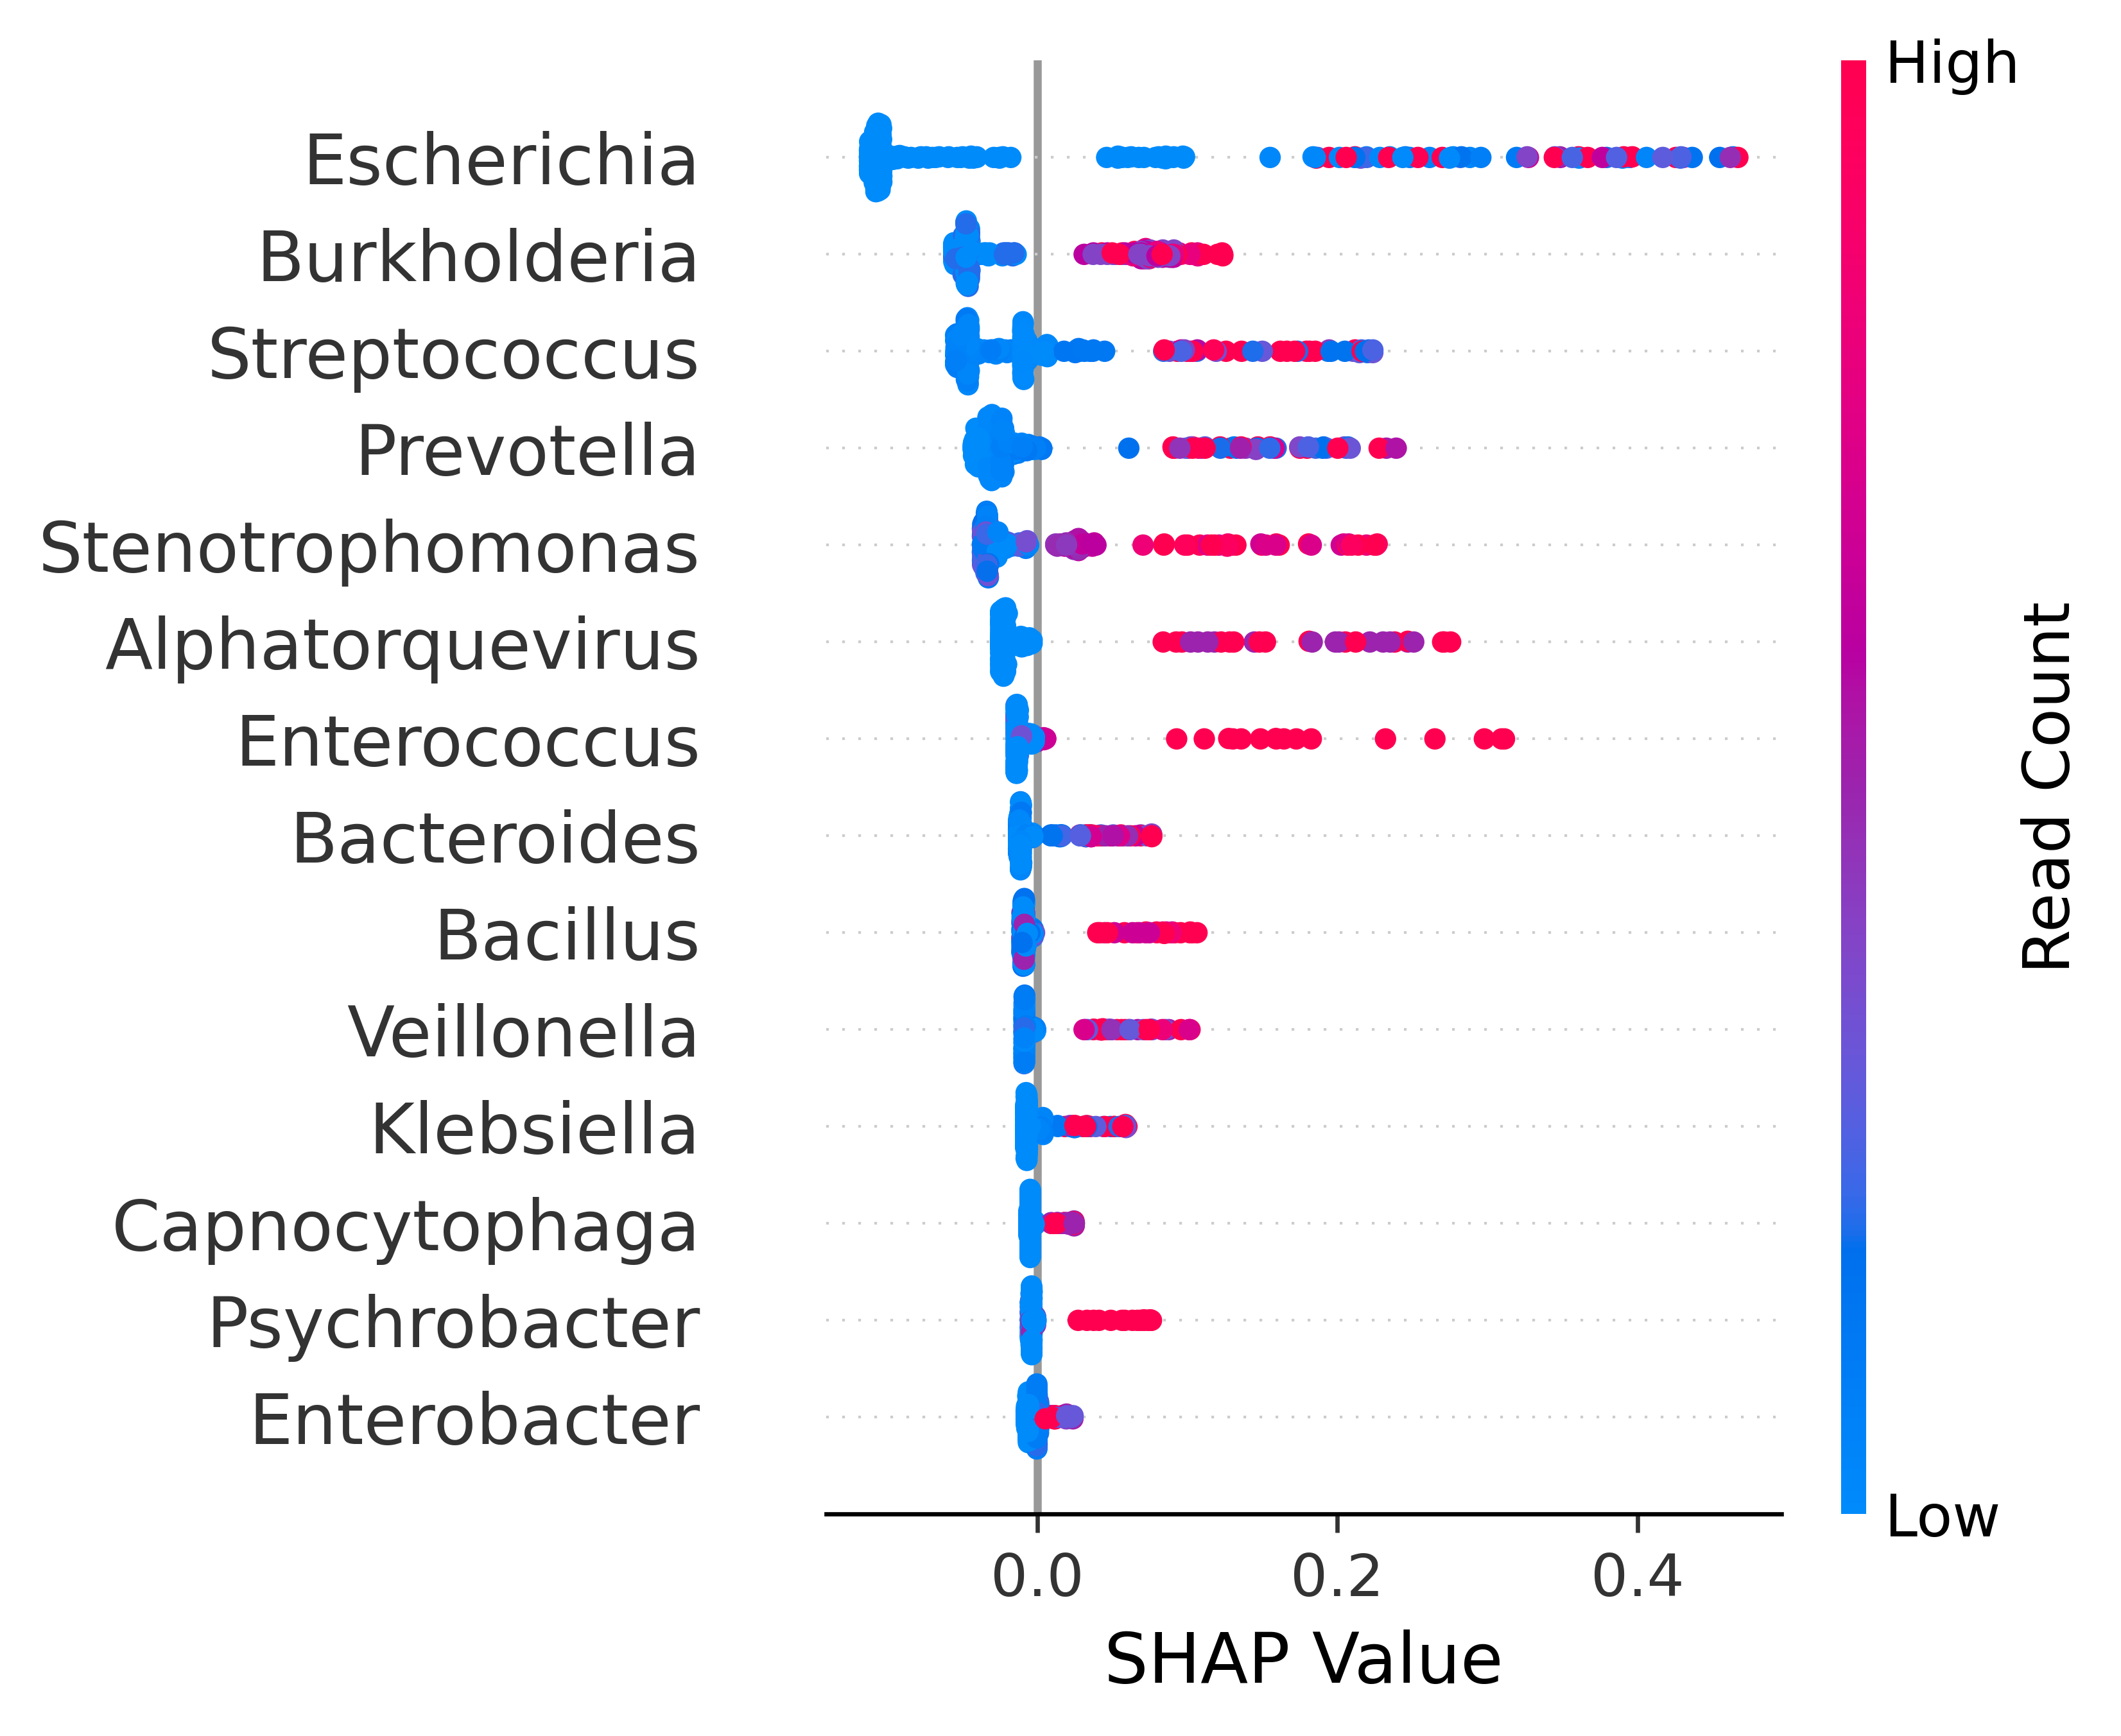 High
Escherichia
Burkholderia
Streptococcus
Prevotella
Stenotrophomonas
Alphatorquevirus
Enterococcus
Bacteroides
Bacillus
Veillonella
Klebsiella
Capnocytophaga
Psychrobacter
Enterobacter
Read Count
Low
0.0 0.2 0.4
SHAP Value